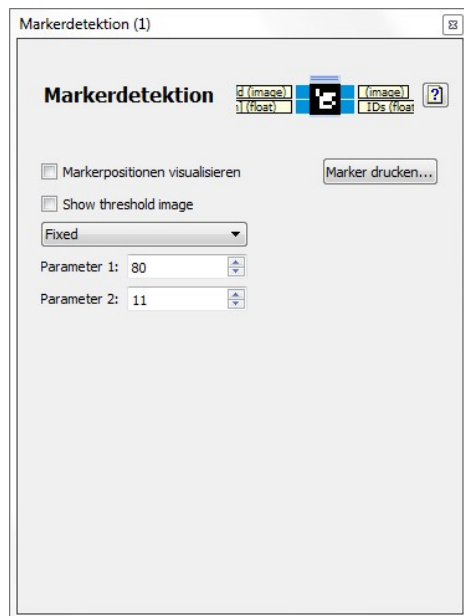 Markerdetektion (1)
Markerdetektion
d (image)
(image)
] (float)
IDs (float
?
Markerpositionen visualisieren
Marker drucken...
Show threshold image
Fixed
Parameter 1: 80
Parameter 2: 11